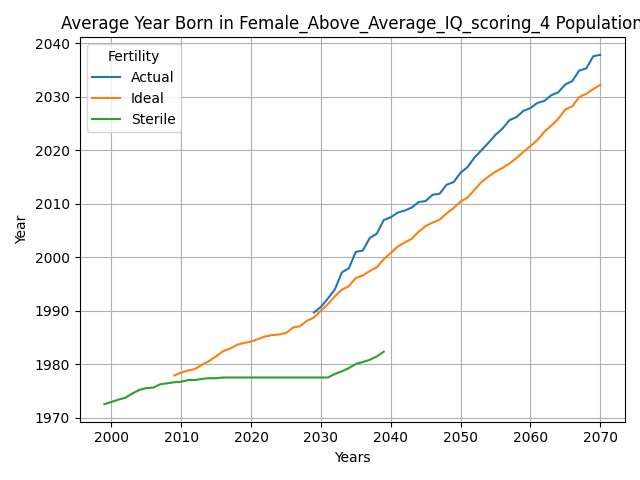 Average Year Born in Female_Above_Average_IQ_scoring_4 Population
Fertility
Actual
Ideal
Sterile
2040
2030
2020
2010
2000
1990
1980
1970
Year
2000 2010 2020 2030 2040 2050 2060 2070
Years